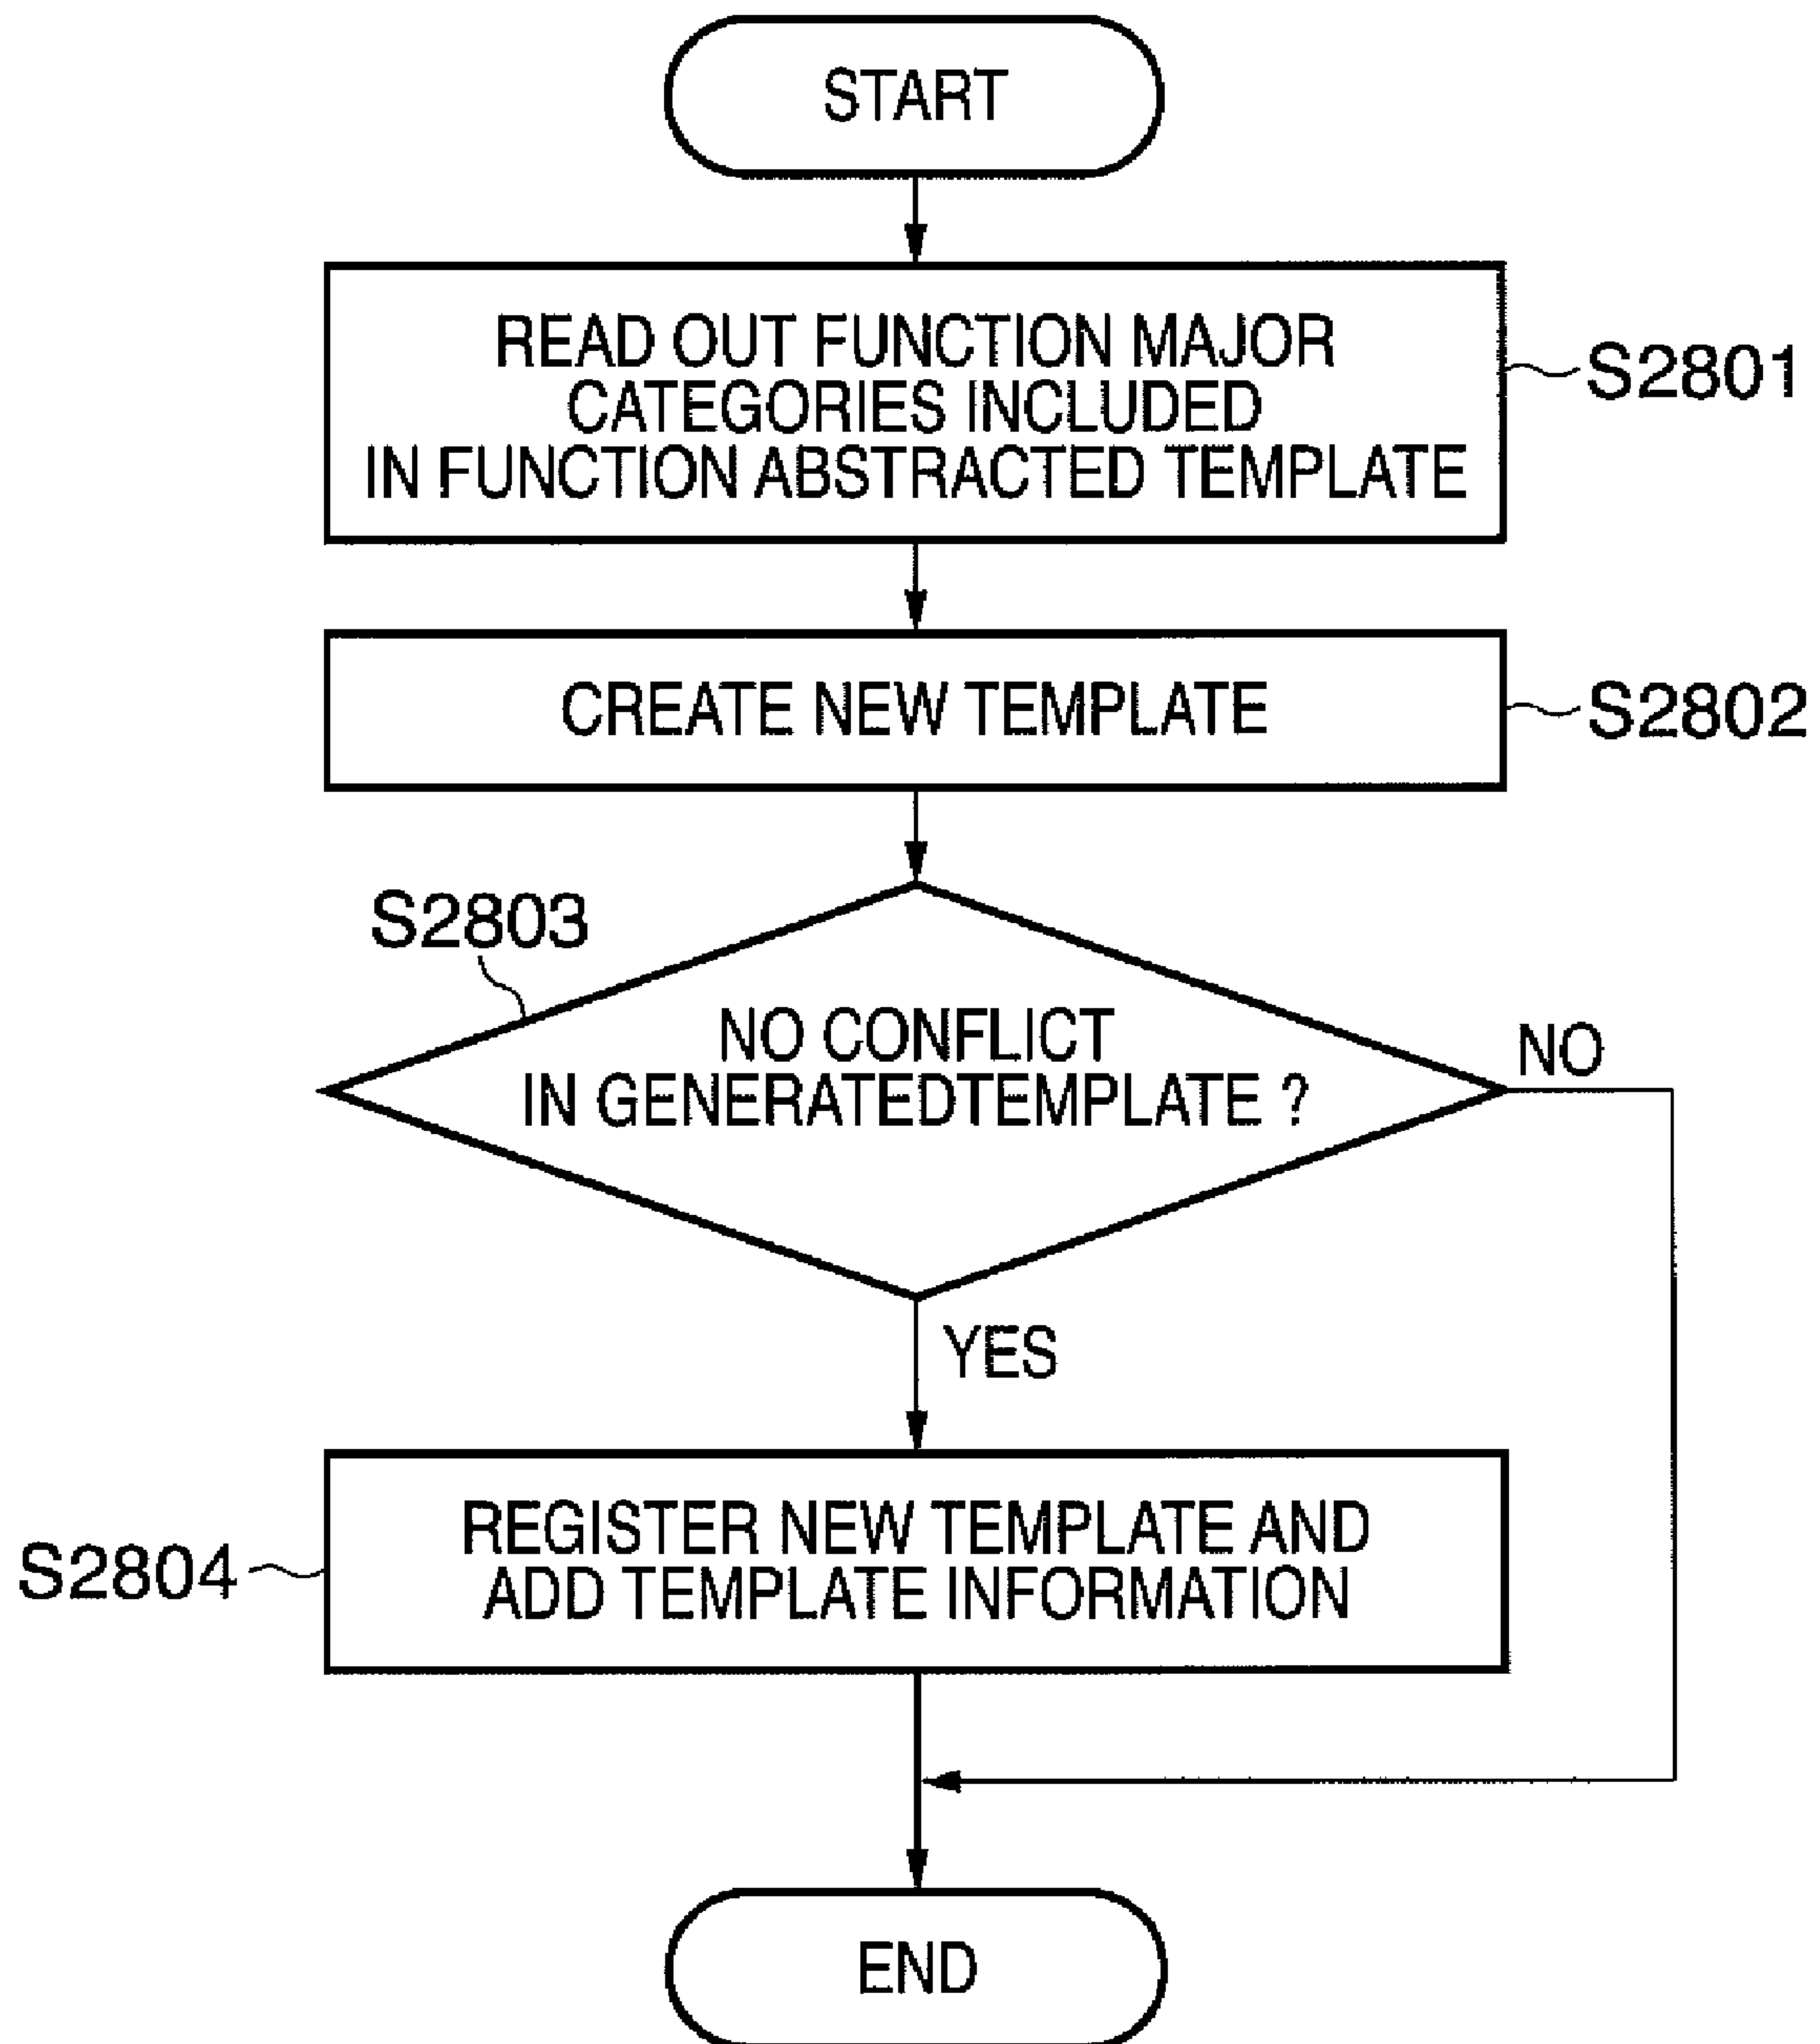 START
READ OUT FUNCTION MAJOR
CATEGORIES INCLUDED
IN FUNCTION ABSTRACTED TEMPLATE
S2801
CREATE NEW TEMPLATE
S2802
S2803
NO CONFLICT
IN GENERATEDTEMPLATE ?
NO
YES
REGISTER NEW TEMPLATE AND
ADD TEMPLATE INFORMATION
S2804
END